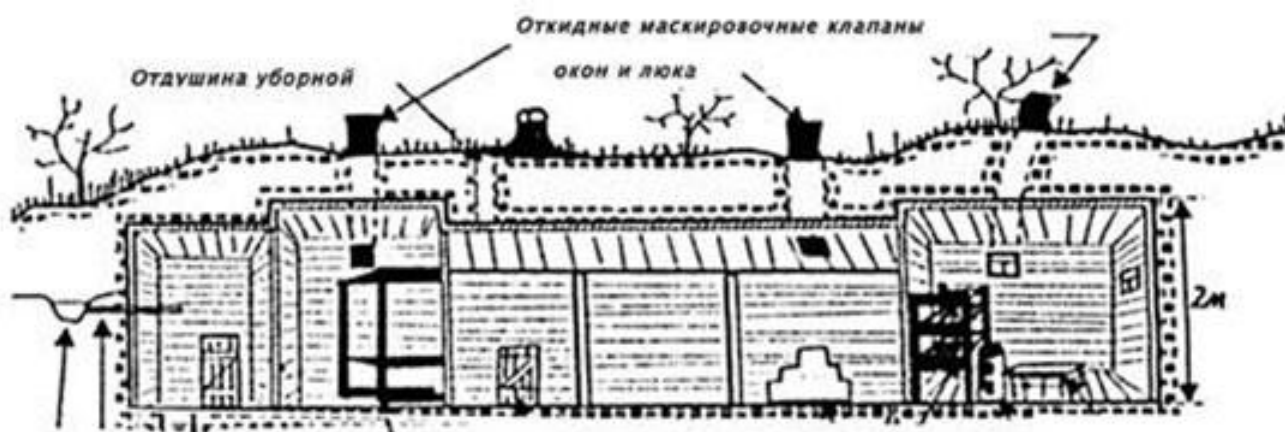 Откидные маскировочные клапаны
окон и люка
Отдушина уборной
2м